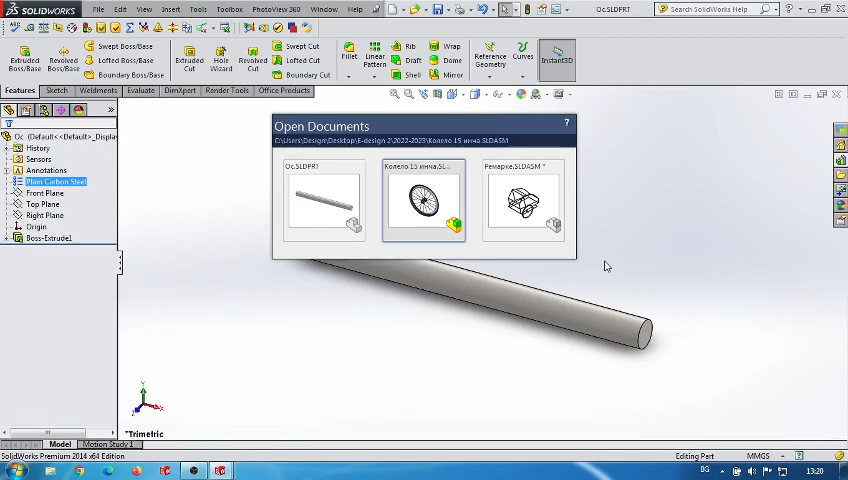 SOLIDWORKS File Edit View Insert Tools Toolbox PhotoView 360 Window Help Oc.SLDPRT Search SolidWorks Help
Extruded Boss/Base
Revolved Boss/Base
Swept Boss/Base
Lofted Boss/Base
Boundary Boss/Base
Extruded Cut
Hole Wizard
Revolved Cut
Swept Cut
Lofted Cut
Boundary Cut
Fillet
Linear Pattern
Rib
Draft
Shell
Wrap
Dome
Mirror
Reference Geometry
Curves
Instant3D
Features Sketch Weldments Evaluate DimXpert Render Tools Office Products
Ос (Default<<Default>_Display
History
Sensors
Annotations
Plain Carbon Steel
Front Plane
Top Plane
Right Plane
Origin
Boss-Extrude1
Open Documents ?
C:\Users\Design\Desktop\E-design 2\2022-2023\Колело 15 инча.SLDASM
Ос.SLDPRT
Колело 15 инча.SL...
Ремарке.SLDASM *
Y
X
Z
*Trimetric
Model Motion Study 1
SolidWorks Premium 2014 x64 Edition Editing Part MMGS
BG 13:20